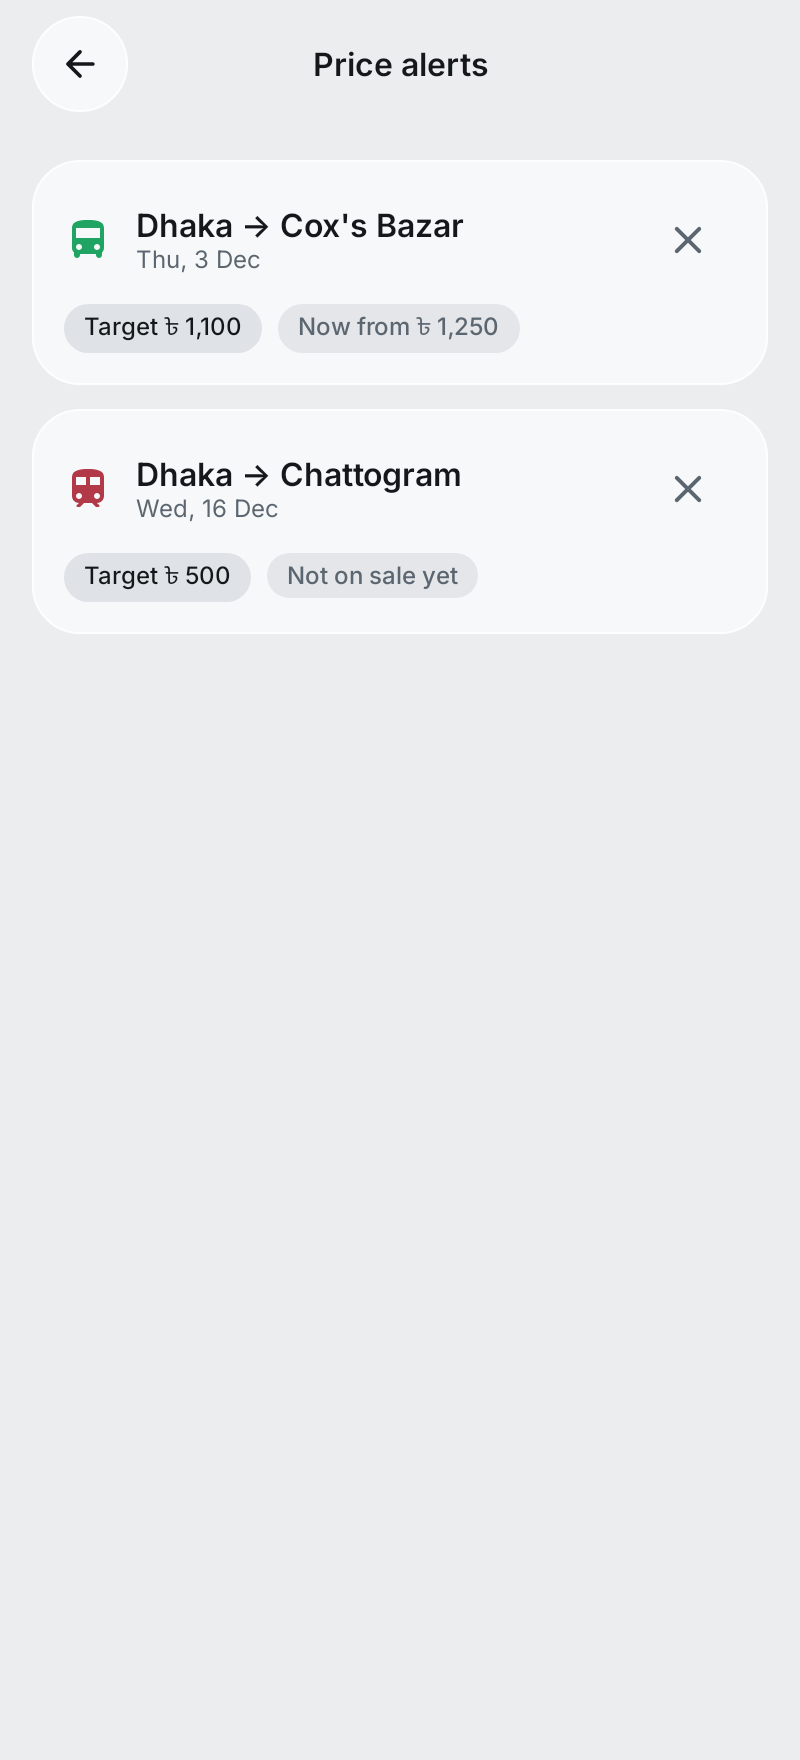 Price alerts
Dhaka → Cox's Bazar
Thu, 3 Dec
Target ৳ 1,100
Now from ৳ 1,250
Dhaka → Chattogram
Wed, 16 Dec
Target ৳ 500
Not on sale yet